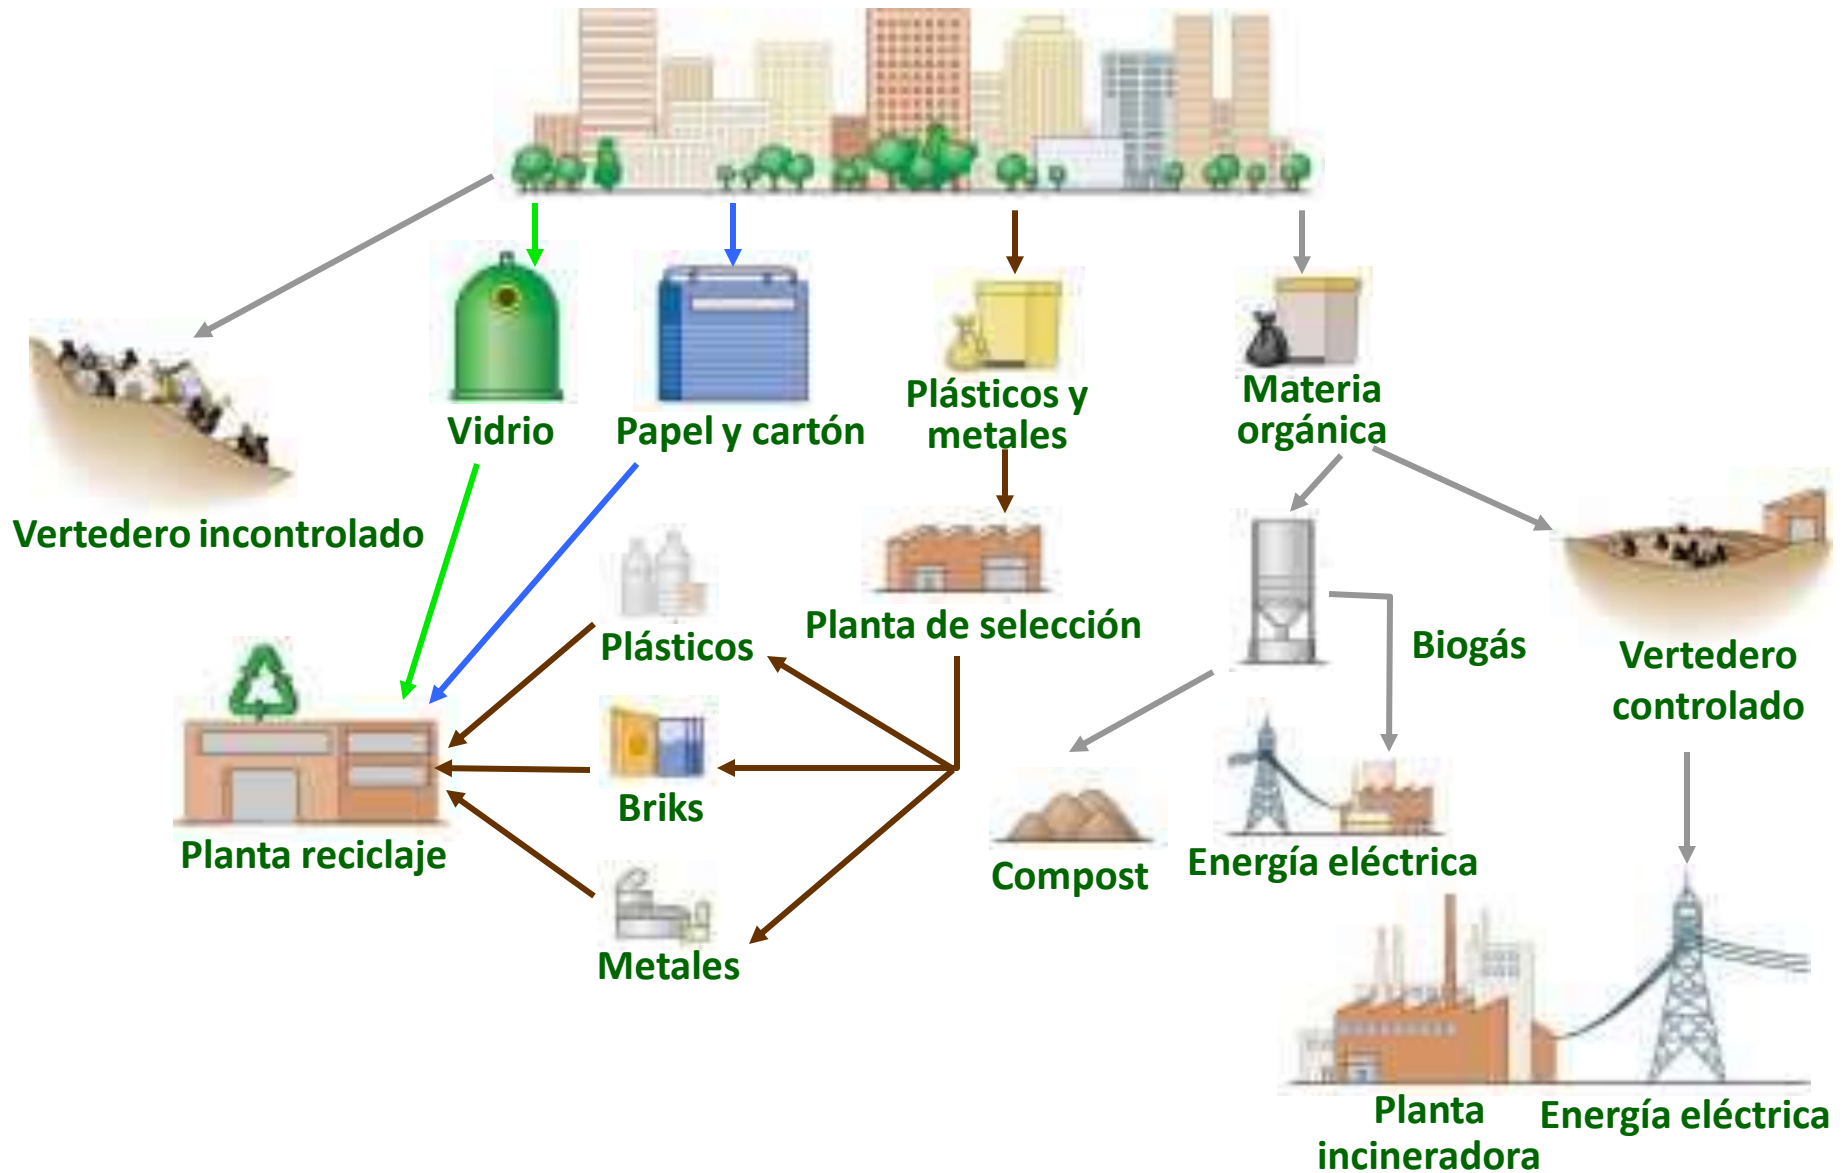 Vidrio
Papel y cartón
Plásticos y
metales
Materia
orgánica
Vertedero incontrolado
Plásticos
Planta de selección
Biogás
Vertedero
controlado
Briks
Planta reciclaje
Compost
Energía eléctrica
Metales
Planta
incineradora
Energía eléctrica